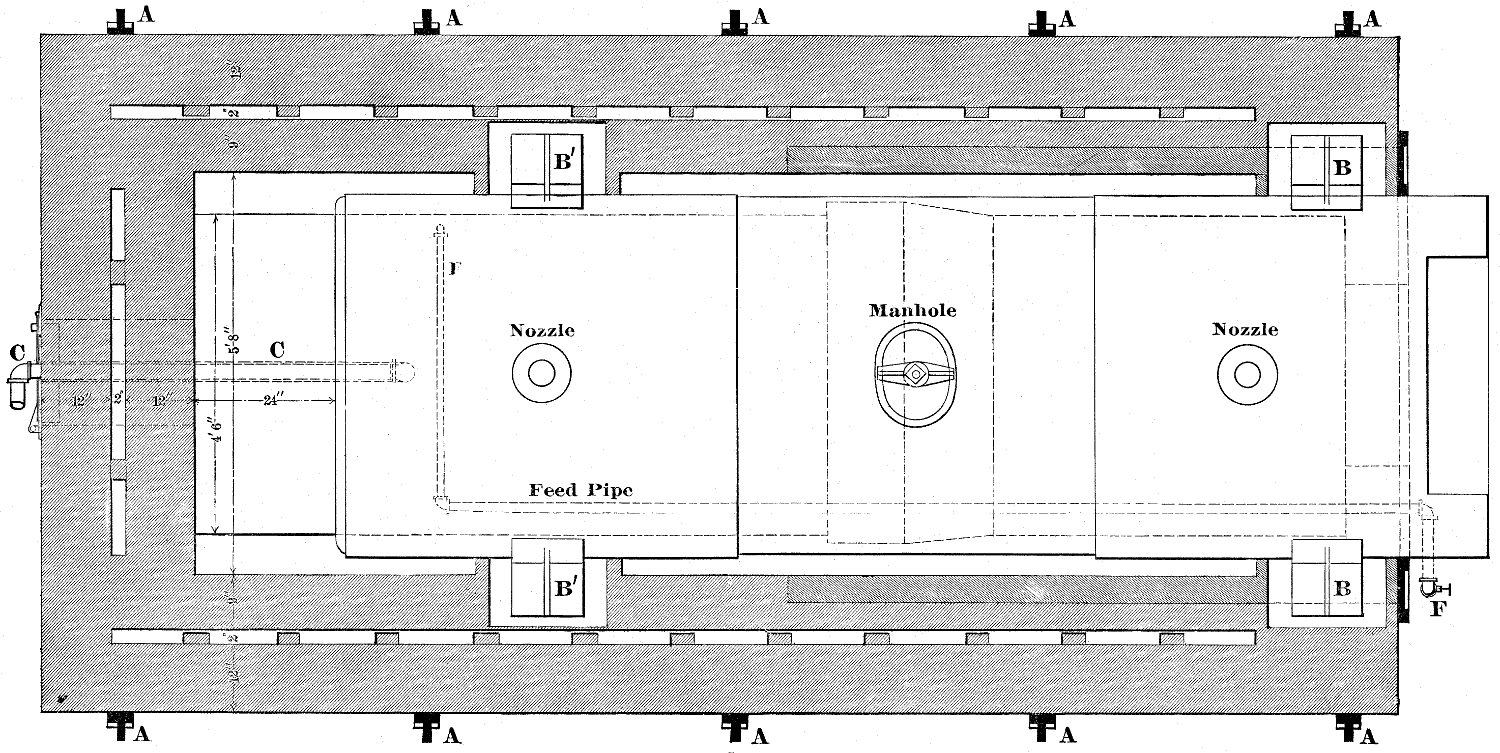 A A A A A
12"
2"
9"
B' B
F
Manhole
Nozzle Nozzle
5'8"
C C
12" 2" 12" 24"
4'6"
Feed Pipe
B' B
9"
F
2"
12"
A A A A A